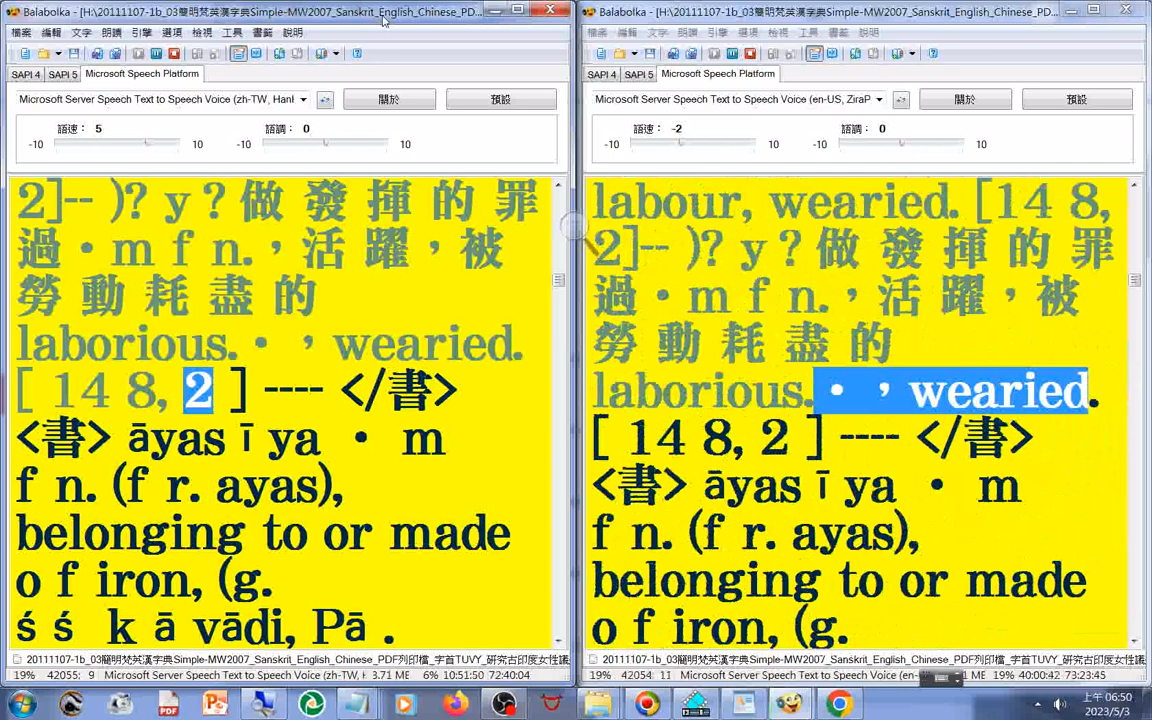 Balabolka - [H:\20111107-1b_03簡明梵英漢字典Simple-MW2007_Sanskrit_English_Chinese_PD...
檔案 編輯 文字 朗讀 引擎 選項 檢視 工具 書籤 說明
SAPI 4 SAPI 5 Microsoft Speech Platform
Microsoft Server Speech Text to Speech Voice (zh-TW, Hanl
關於
預設
語速： 5
語調： 0
-10 10 -10 10
2]-- )? y ? 做 發 揮 的 罪
過・m f n.，活 躍，被
勞 動 耗 盡 的
laborious.・，wearied.
[ 14 8, 2 ] ---- </書>
<書> āyas ī ya ・ m
f n. (f r. ayas),
belonging to or made
o f iron, (g.
ś ś k ā vādi, Pā .
20111107-1b_03簡明梵英漢字典Simple-MW2007_Sanskrit_English_Chinese_PDF列印檔_字首TUVY_研究古印度女性議
19% 42055: 9 Microsoft Server Speech Text to Speech Voice (zh-TW, H 3.71 ME 6% 10:51:50 72:40:04
Balabolka - [H:\20111107-1b_03簡明梵英漢字典Simple-MW2007_Sanskrit_English_Chinese_PD...
檔案 編輯 文字 朗讀 引擎 選項 檢視 工具 書籤 說明
SAPI 4 SAPI 5 Microsoft Speech Platform
Microsoft Server Speech Text to Speech Voice (en-US, ZiraP
關於
預設
語速： -2
語調： 0
-10 10 -10 10
labour, wearied. [14 8,
2]-- )? y ? 做 發 揮 的 罪
過・m f n.，活 躍，被
勞 動 耗 盡 的
laborious.・，wearied.
[ 14 8, 2 ] ---- </書>
<書> āyas ī ya ・ m
f n. (f r. ayas),
belonging to or made
o f iron, (g.
20111107-1b_03簡明梵英漢字典Simple-MW2007_Sanskrit_English_Chinese_PDF列印檔_字首TUVY_研究古印度女性議
19% 42054: 11 Microsoft Server Speech Text to Speech Voice 19% 40:00:42 73:23:45
上午 06:50
2023/5/3